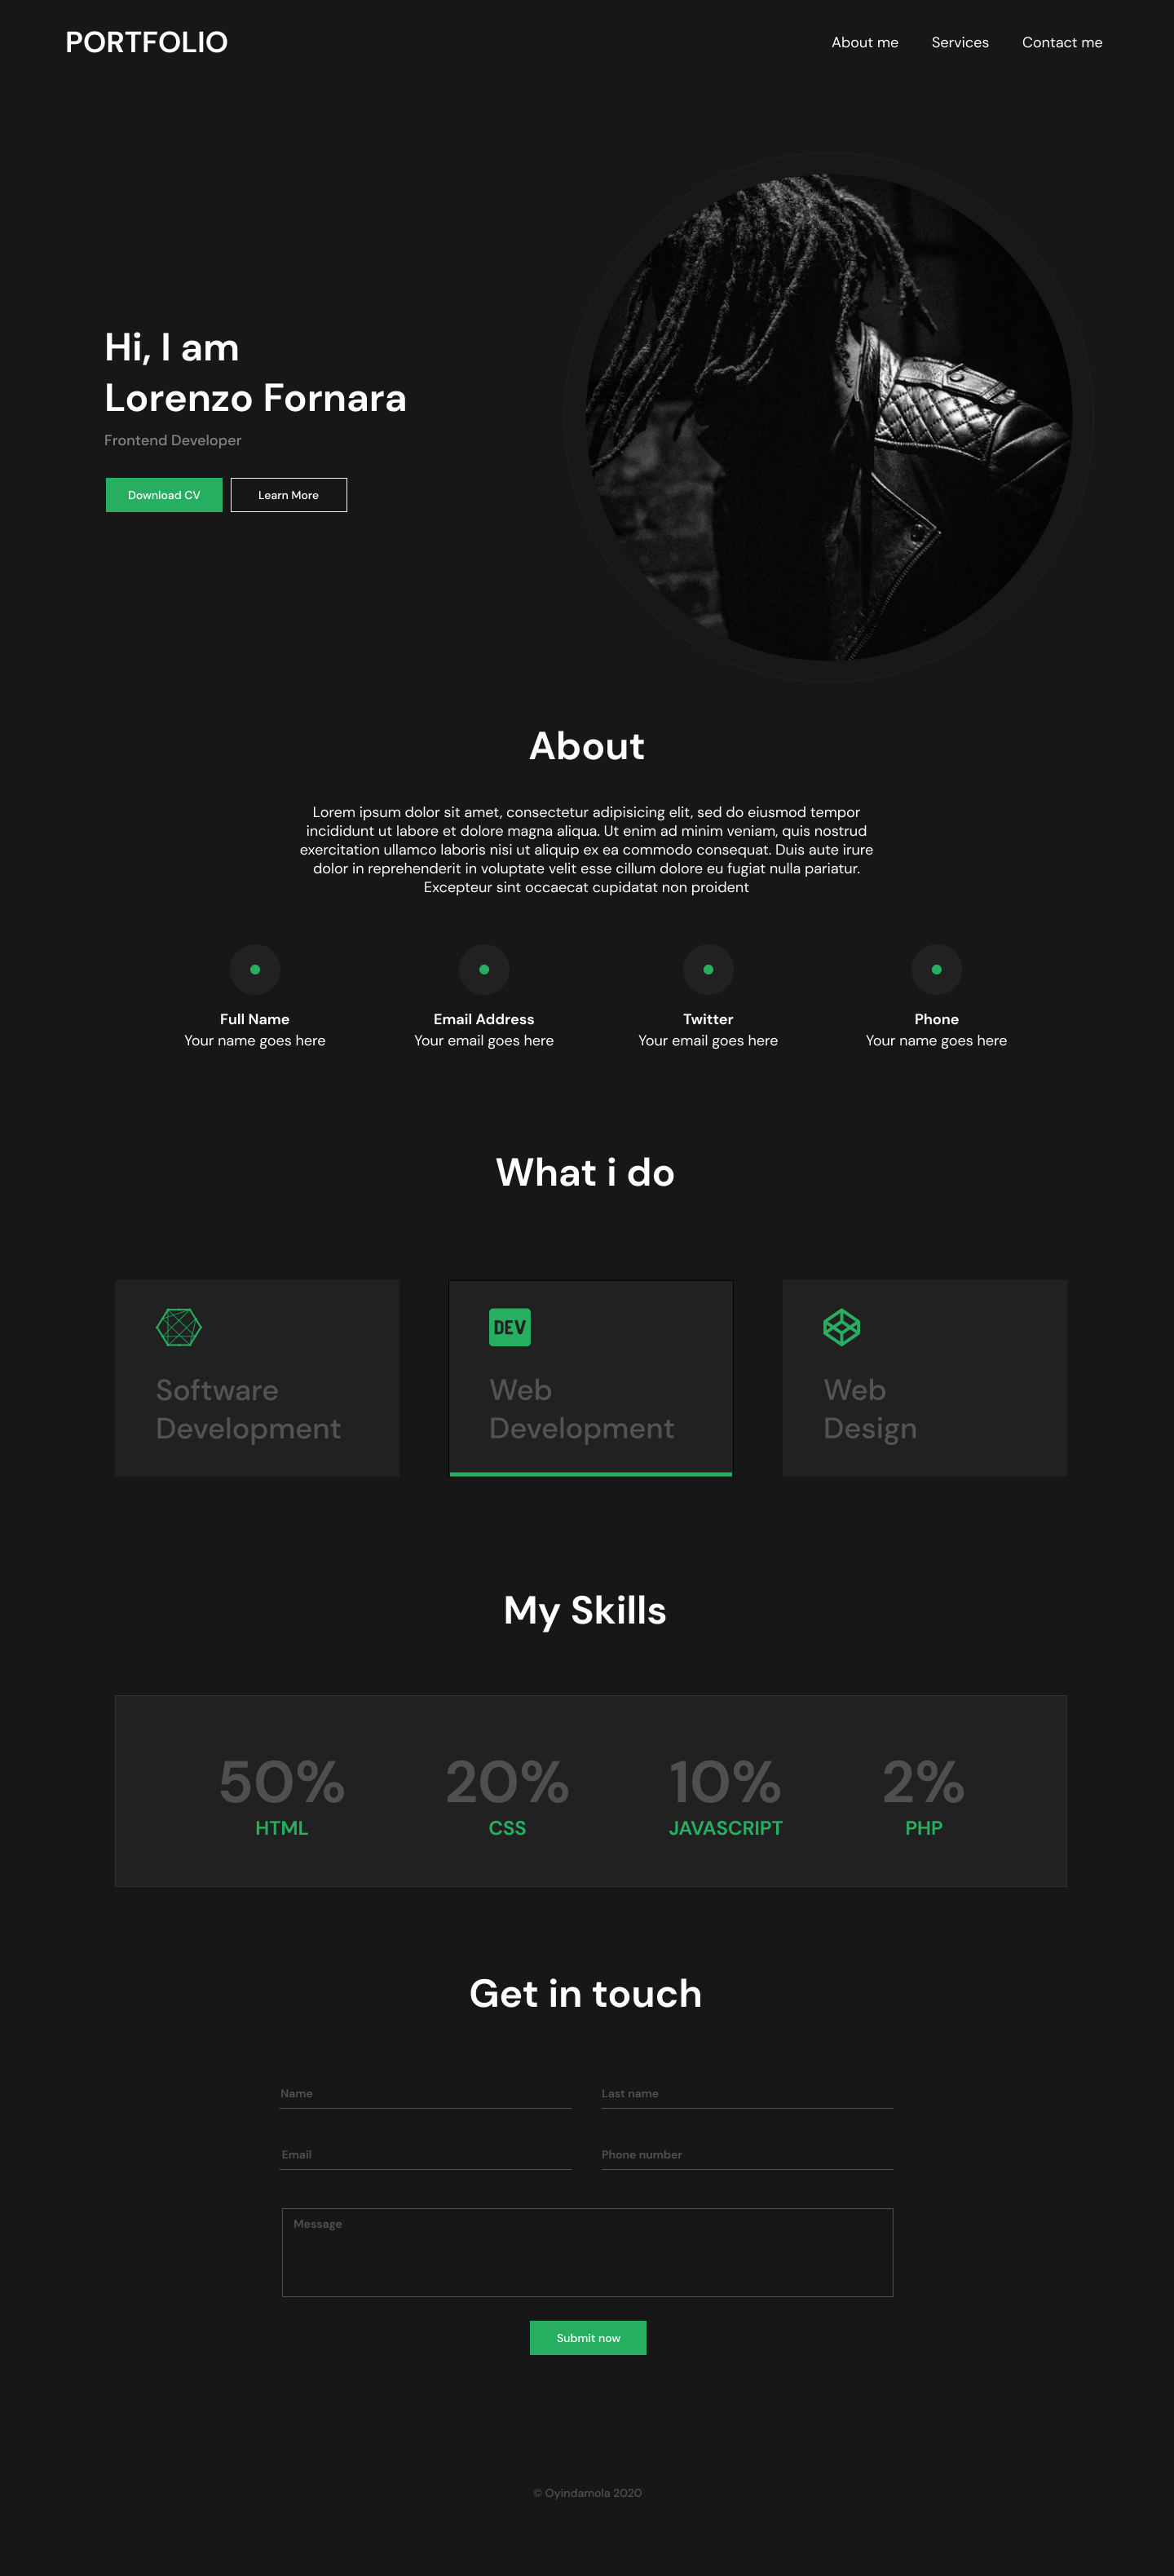 PORTFOLIO
About me
Services
Contact me
Hi, I am
Lorenzo Fornara
Frontend Developer
Download CV
Learn More
About
Lorem ipsum dolor sit amet, consectetur adipisicing elit, sed do eiusmod tempor
incididunt ut labore et dolore magna aliqua. Ut enim ad minim veniam, quis nostrud
exercitation ullamco laboris nisi ut aliquip ex ea commodo consequat. Duis aute irure
dolor in reprehenderit in voluptate velit esse cillum dolore eu fugiat nulla pariatur.
Excepteur sint occaecat cupidatat non proident
Full Name
Your name goes here
Email Address
Your email goes here
Twitter
Your email goes here
Phone
Your name goes here
What i do
Software
Development
DEV
Web
Development
Web
Design
My Skills
50%
HTML
20%
CSS
10%
JAVASCRIPT
2%
PHP
Get in touch
Name
Last name
Email
Phone number
Message
Submit now
© Oyindamola 2020